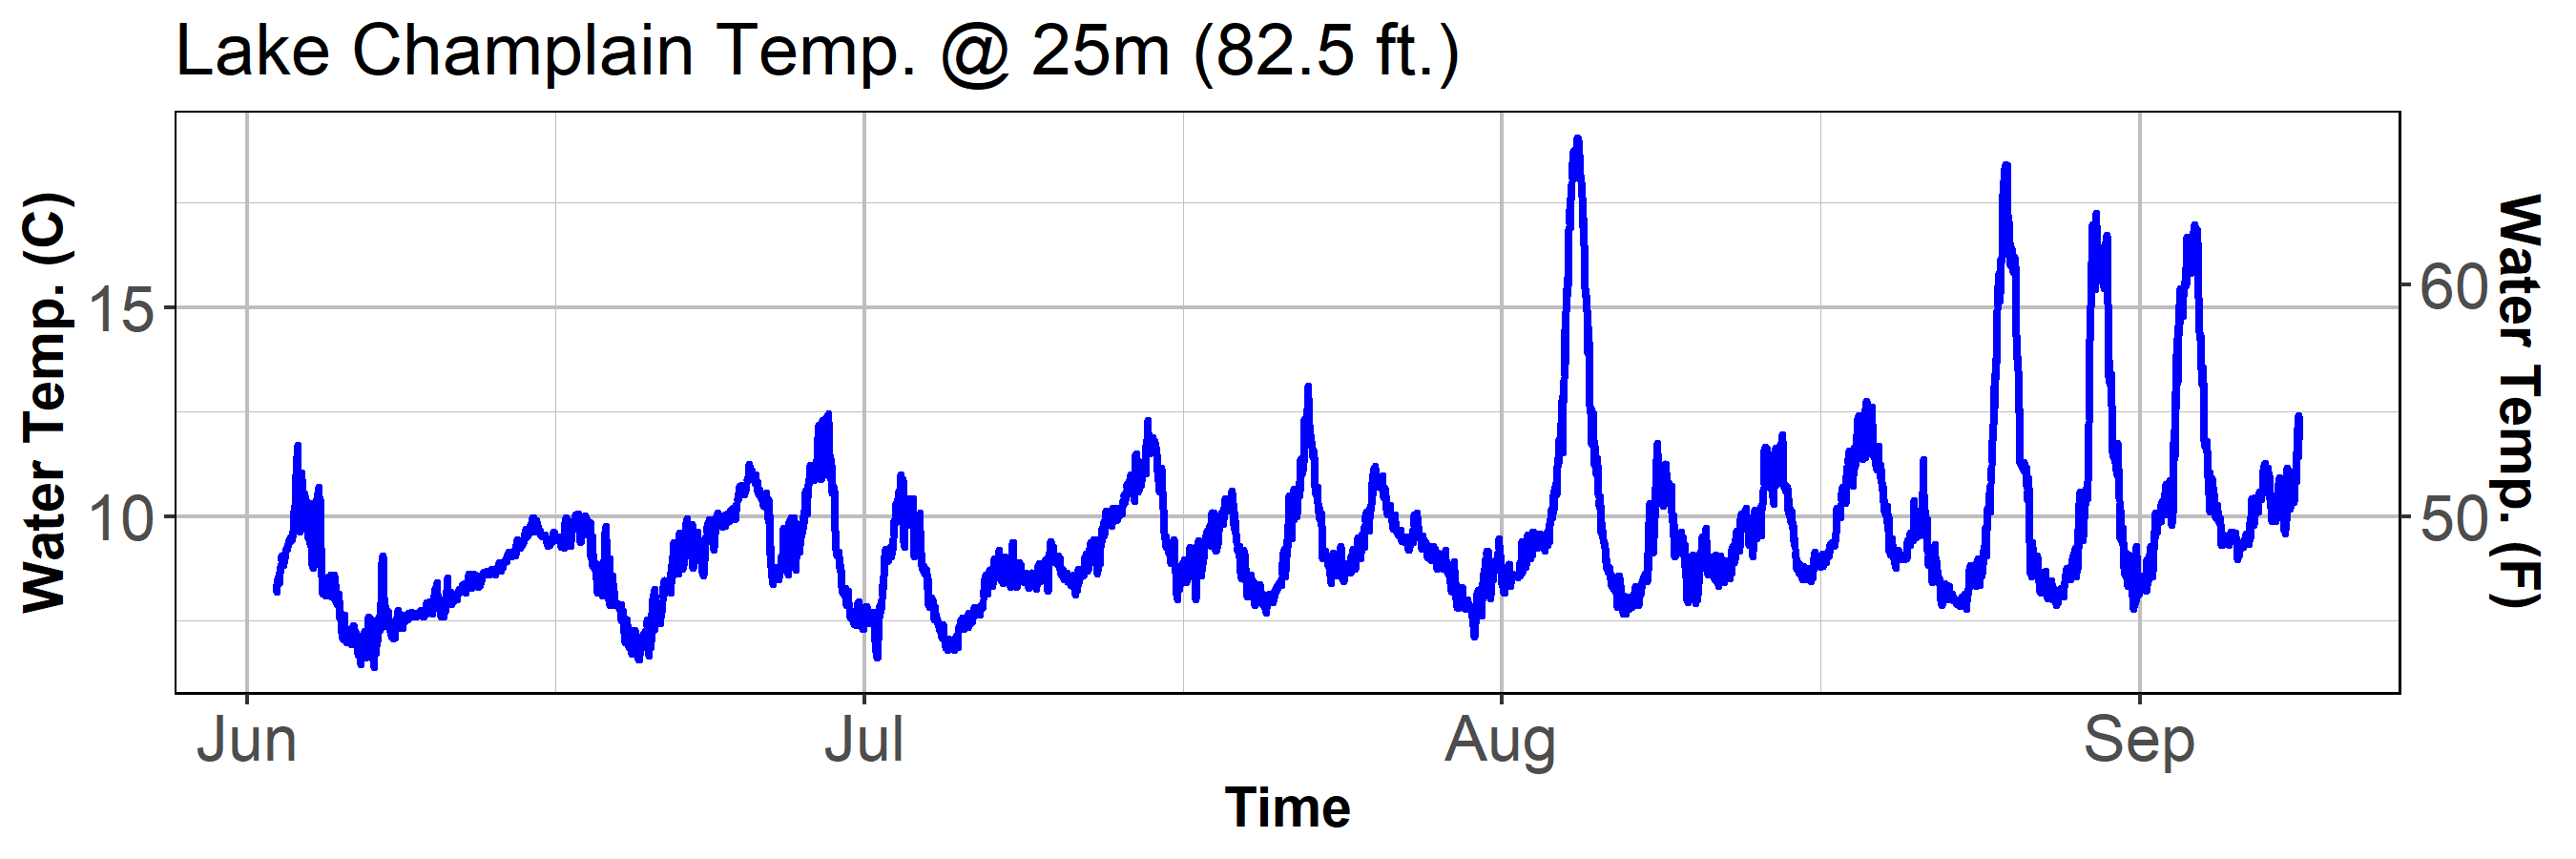 Lake Champlain Temp. @ 25m (82.5 ft.)
Water Temp. (C)
15
10
60
50
Water Temp. (F)
Jun Jul Aug Sep
Time